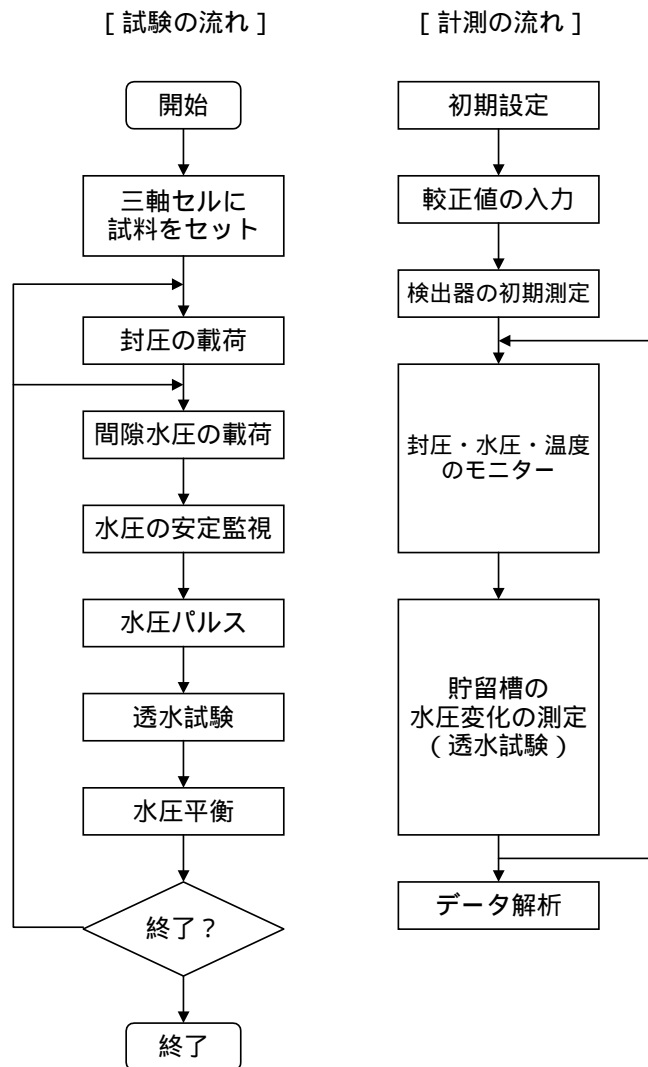 [ 試験の流れ ]
開始
三軸セルに
試料をセット
封圧の載荷
間隙水圧の載荷
水圧の安定監視
水圧パルス
透水試験
水圧平衡
終了？
終了
[ 計測の流れ ]
初期設定
較正値の入力
検出器の初期測定
封圧・水圧・温度
のモニター
貯留槽の
水圧変化の測定
( 透水試験 )
データ解析